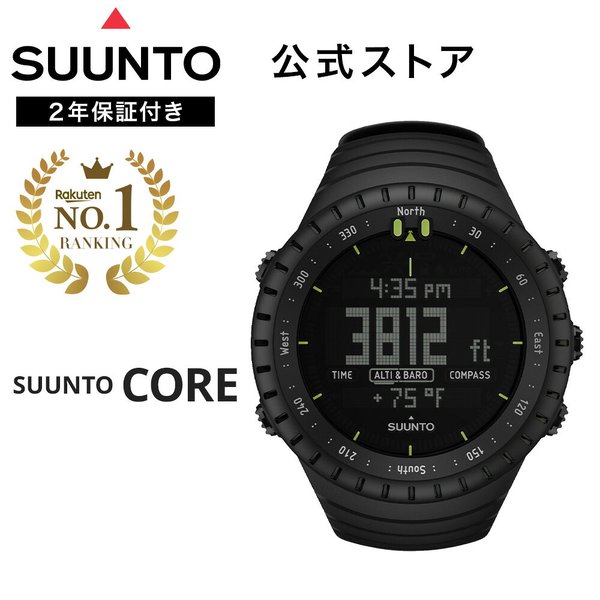 SUUNTO 公式ストア
2年保証付き
Rakuten
NO.1
RANKING
SUUNTO CORE
North
330 30
300 60
West East
240 120
210 150
South
4:35 pm
3812 ft
TIME ALTI & BARO COMPASS
+75 °F
SUUNTO